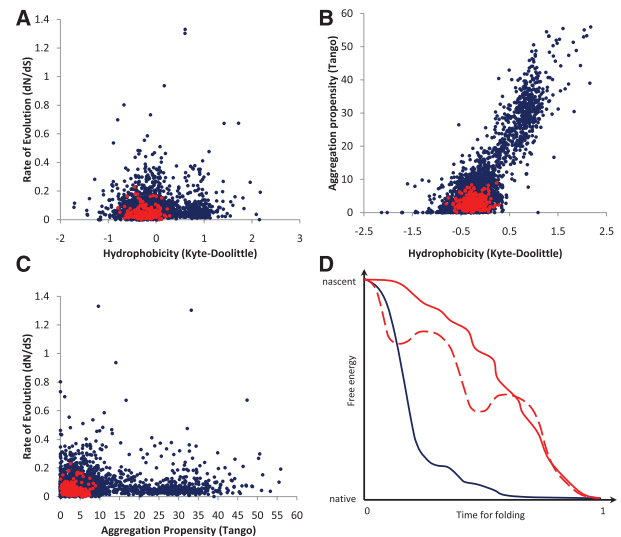 A
1.4
1.2
1
0.8
0.6
0.4
0.2
0
-2 -1 0 1 2 3
Rate of Evolution (dN/dS)
Hydrophobicity (Kyte-Doolittle)
B
60
50
40
30
20
10
0
-2.5 -1.5 -0.5 0.5 1.5 2.5
Aggregation propensity (Tango)
Hydrophobicity (Kyte-Doolittle)
C
1.4
1.2
1
0.8
0.6
0.4
0.2
0
0 5 10 15 20 25 30 35 40 45 50 55 60
Rate of Evolution (dN/dS)
Aggregation Propensity (Tango)
D
nascent
Free energy
native
0 1
Time for folding